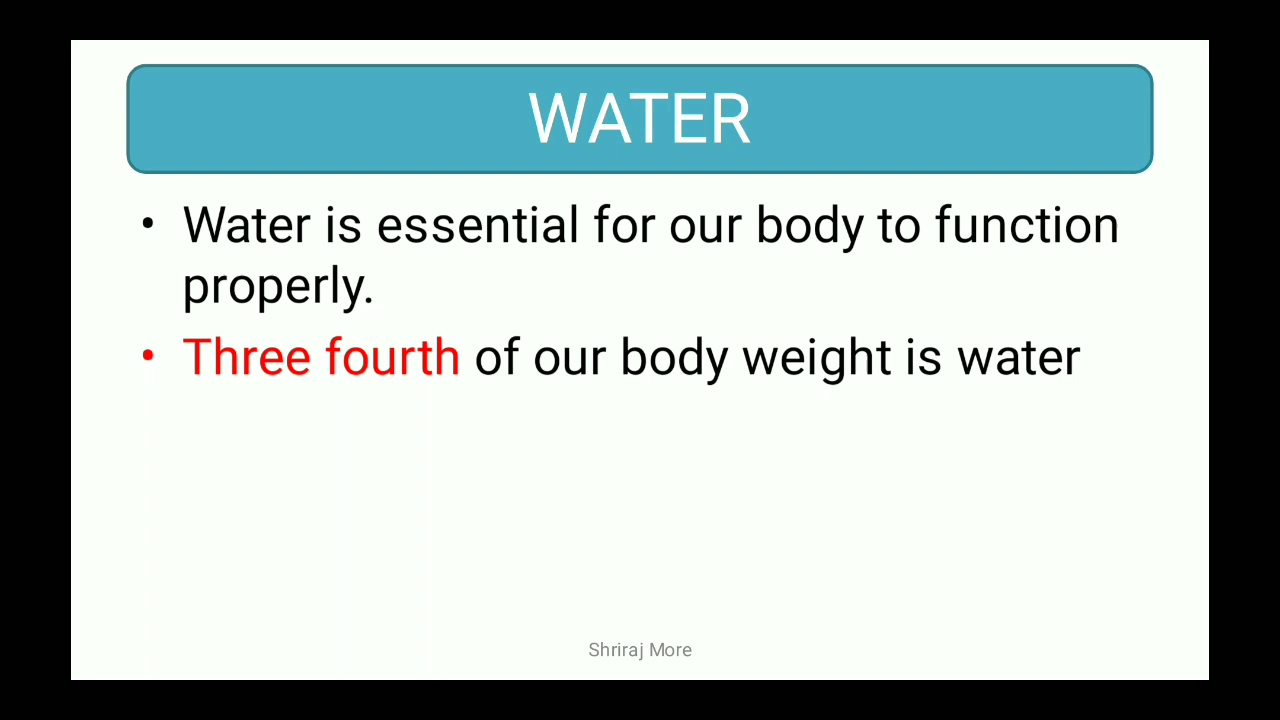 WATER
• Water is essential for our body to function
properly.
• Three fourth of our body weight is water
Shriraj More